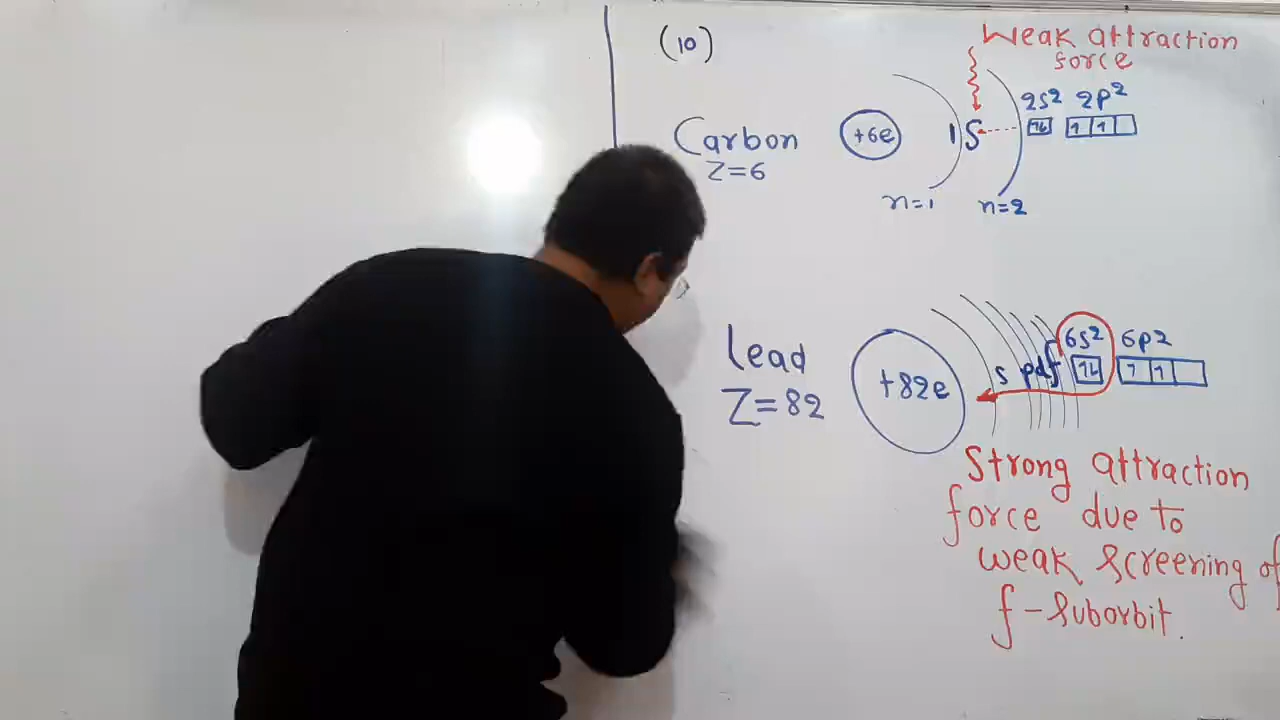 (10)
Weak attraction
force
2s² 2p²
Carbon +6e 1S
Z=6
n=1 n=2
6s² 6p²
Lead +82e s p d f
Z=82
Strong attraction
force due to
weak screening of
f-suborbit.